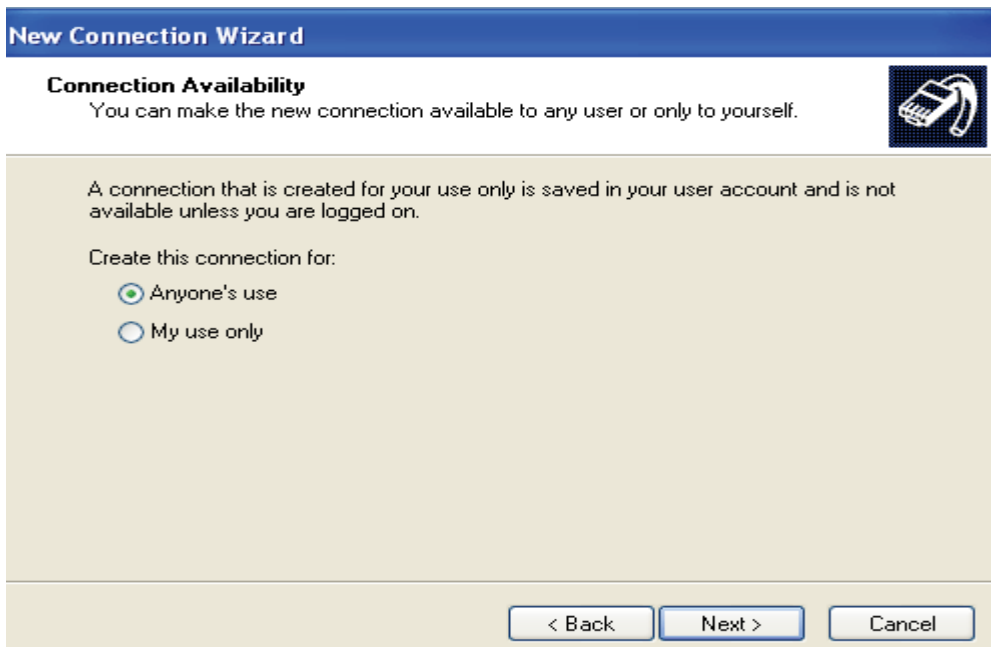 New Connection Wizard
Connection Availability
You can make the new connection available to any user or only to yourself.
A connection that is created for your use only is saved in your user account and is not
available unless you are logged on.
Create this connection for:
Anyone's use
My use only
< Back Next > Cancel